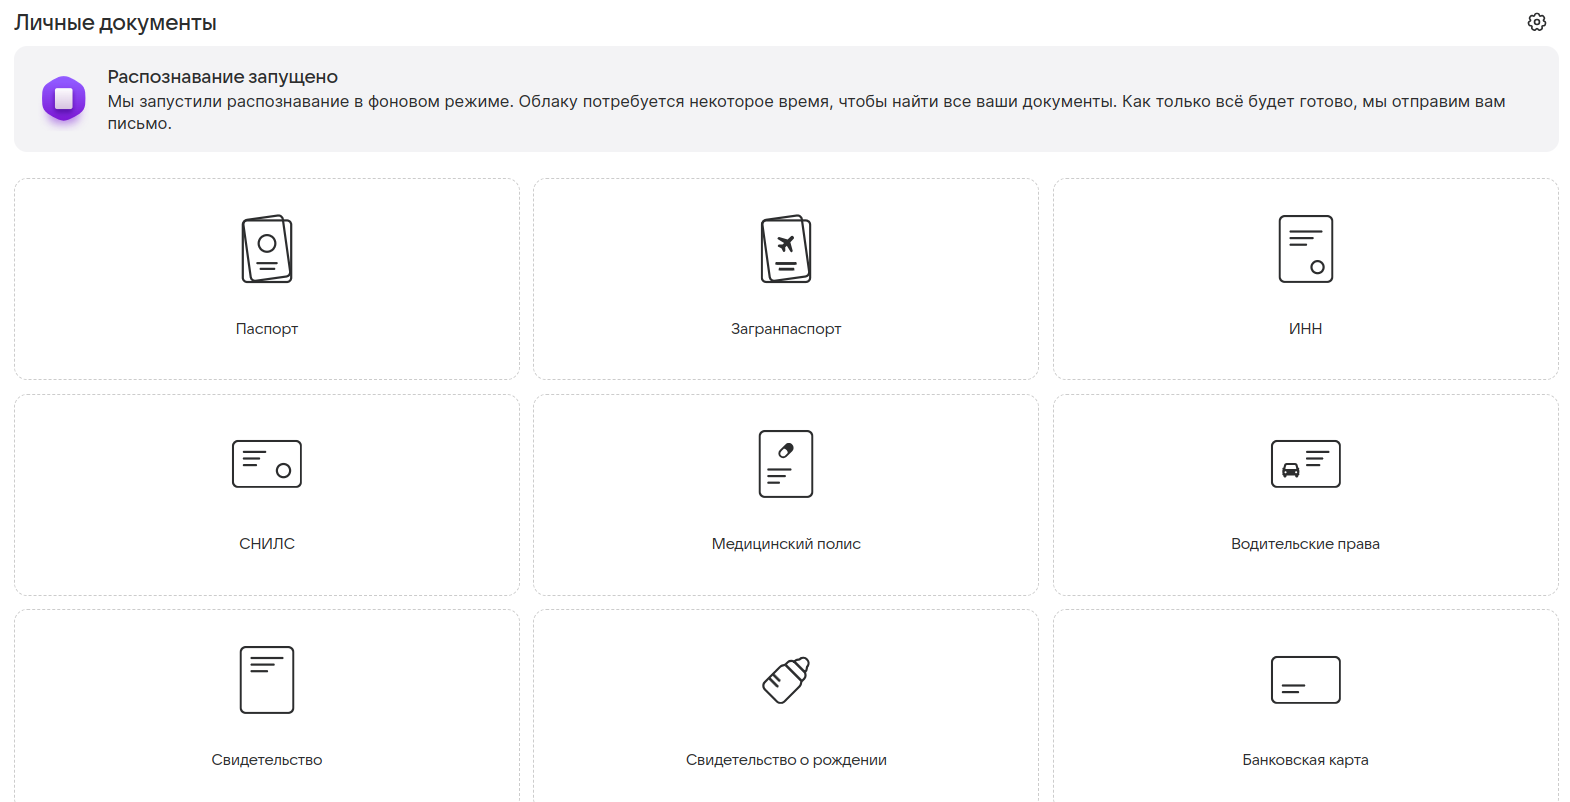 Личные документы
Распознавание запущено
Мы запустили распознавание в фоновом режиме. Облаку потребуется некоторое время, чтобы найти все ваши документы. Как только всё будет готово, мы отправим вам
письмо.
Паспорт
Загранпаспорт
ИНН
СНИЛС
Медицинский полис
Водительские права
Свидетельство
Свидетельство о рождении
Банковская карта